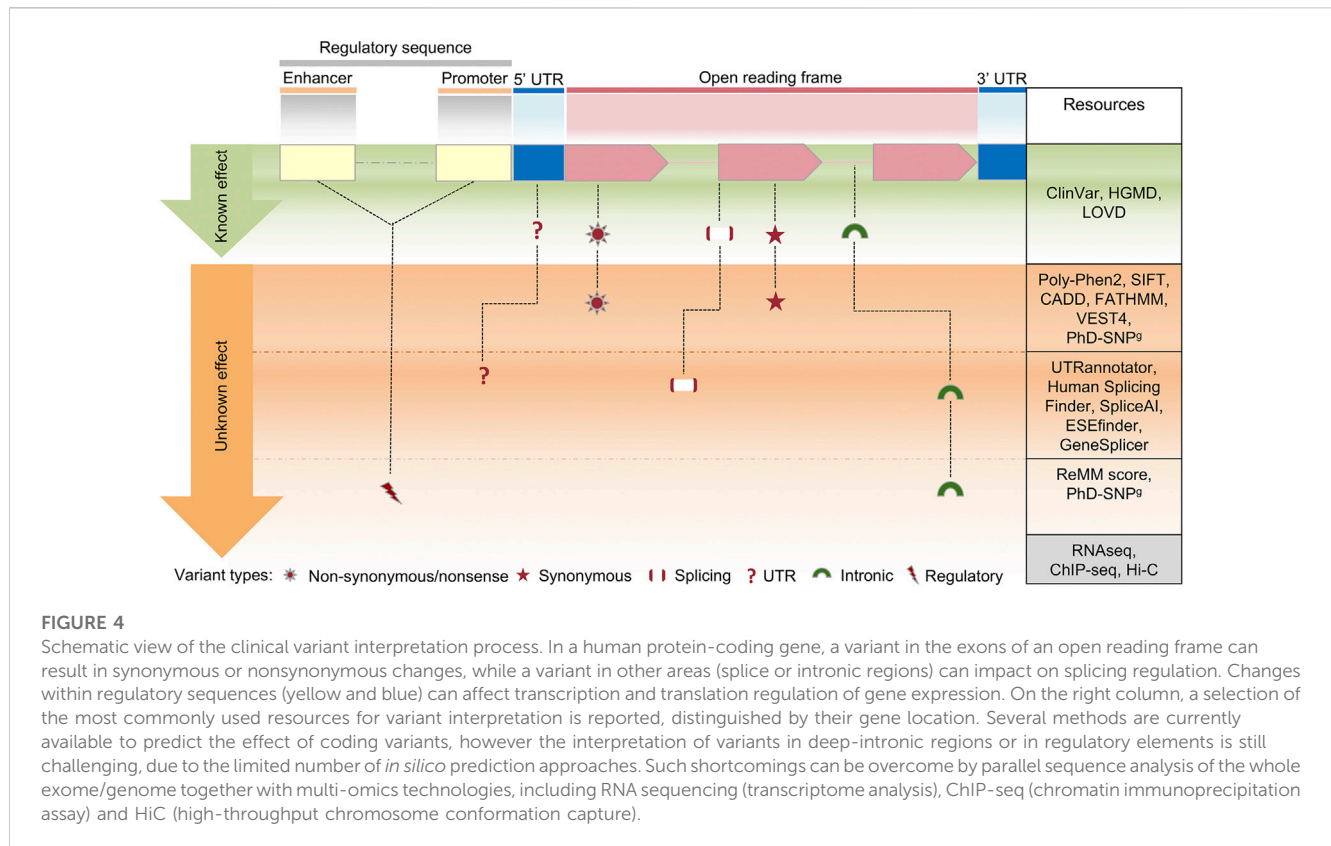 Regulatory sequence
Enhancer
Promoter
5' UTR
Open reading frame
3' UTR
Resources
Known effect
?
ClinVar, HGMD,
LOVD
Unknown effect
Poly-Phen2, SIFT,
CADD, FATHMM,
VEST4,
PhD-SNPᵍ
?
UTRannotator,
Human Splicing
Finder, SpliceAI,
ESEfinder,
GeneSplicer
ReMM score,
PhD-SNPᵍ
RNAseq,
ChIP-seq, Hi-C
Variant types: Non-synonymous/nonsense Synonymous Splicing ? UTR Intronic Regulatory
FIGURE 4
Schematic view of the clinical variant interpretation process. In a human protein-coding gene, a variant in the exons of an open reading frame can
result in synonymous or nonsynonymous changes, while a variant in other areas (splice or intronic regions) can impact on splicing regulation. Changes
within regulatory sequences (yellow and blue) can affect transcription and translation regulation of gene expression. On the right column, a selection of
the most commonly used resources for variant interpretation is reported, distinguished by their gene location. Several methods are currently
available to predict the effect of coding variants, however the interpretation of variants in deep-intronic regions or in regulatory elements is still
challenging, due to the limited number of in silico prediction approaches. Such shortcomings can be overcome by parallel sequence analysis of the whole
exome/genome together with multi-omics technologies, including RNA sequencing (transcriptome analysis), ChIP-seq (chromatin immunoprecipitation
assay) and HiC (high-throughput chromosome conformation capture).